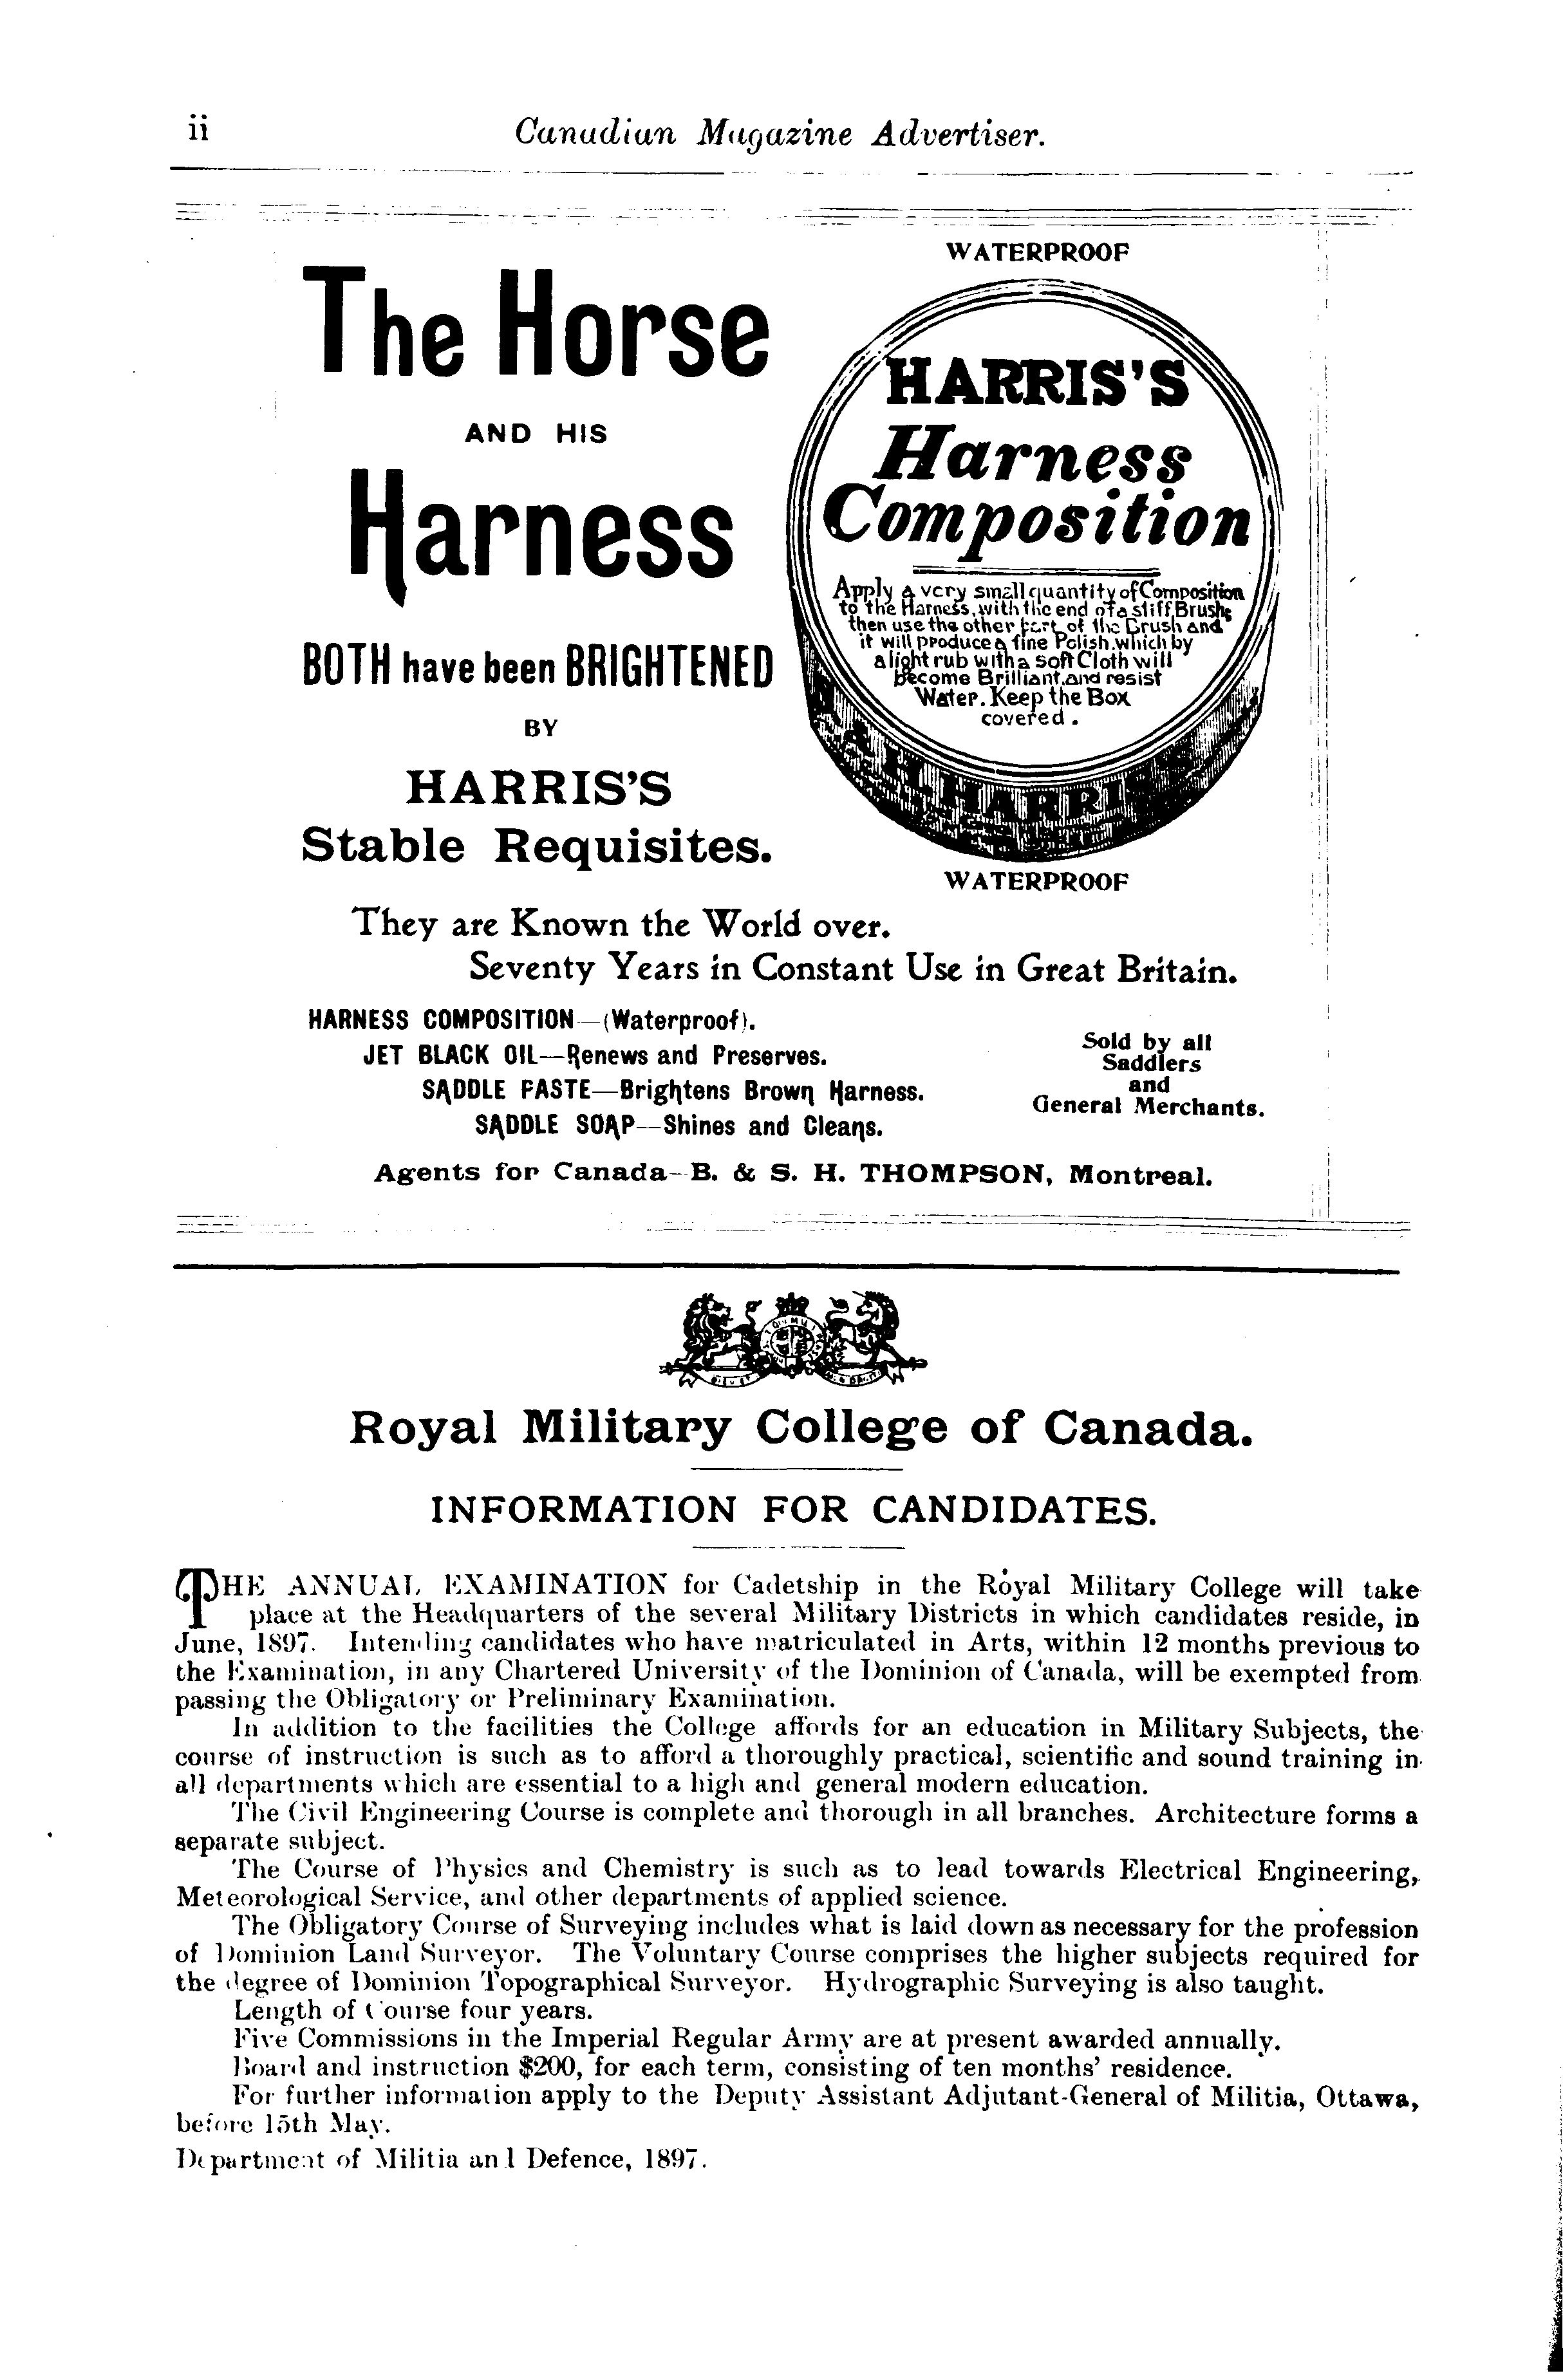 ii
Canadian Magazine Advertiser.
The Horse
AND HIS
Harness
BOTH have been BRIGHTENED
BY
HARRIS'S
Stable Requisites.
WATERPROOF
HARRIS'S
Harness
Composition
Apply a very small quantity of Composition
to the Harness, with the end of a stiff Brush;
then use the other part of the Brush and
it will produce a fine Polish, which by
a light rub with a soft Cloth will
become Brilliant, and resist
Water. Keep the Box
covered.
& H. HARRIS
WATERPROOF
They are Known the World over.
Seventy Years in Constant Use in Great Britain.
HARNESS COMPOSITION—(Waterproof).
JET BLACK OIL—Renews and Preserves.
SADDLE PASTE—Brightens Brown Harness.
SADDLE SOAP—Shines and Cleans.
Sold by all
Saddlers
and
General Merchants.
Agents for Canada—B. & S. H. THOMPSON, Montreal.
Royal Military College of Canada.
INFORMATION FOR CANDIDATES.
THE ANNUAL EXAMINATION for Cadetship in the Royal Military College will take
place at the Headquarters of the several Military Districts in which candidates reside, in
June, 1897. Intending candidates who have matriculated in Arts, within 12 months previous to
the Examination, in any Chartered University of the Dominion of Canada, will be exempted from
passing the Obligatory or Preliminary Examination.
In addition to the facilities the College affords for an education in Military Subjects, the
course of instruction is such as to afford a thoroughly practical, scientific and sound training in
all departments which are essential to a high and general modern education.
The Civil Engineering Course is complete and thorough in all branches. Architecture forms a
separate subject.
The Course of Physics and Chemistry is such as to lead towards Electrical Engineering,
Meteorological Service, and other departments of applied science.
The Obligatory Course of Surveying includes what is laid down as necessary for the profession
of Dominion Land Surveyor. The Voluntary Course comprises the higher subjects required for
the degree of Dominion Topographical Surveyor. Hydrographic Surveying is also taught.
Length of Course four years.
Five Commissions in the Imperial Regular Army are at present awarded annually.
Board and instruction $200, for each term, consisting of ten months' residence.
For further information apply to the Deputy Assistant Adjutant-General of Militia, Ottawa,
before 15th May.
Department of Militia and Defence, 1897.